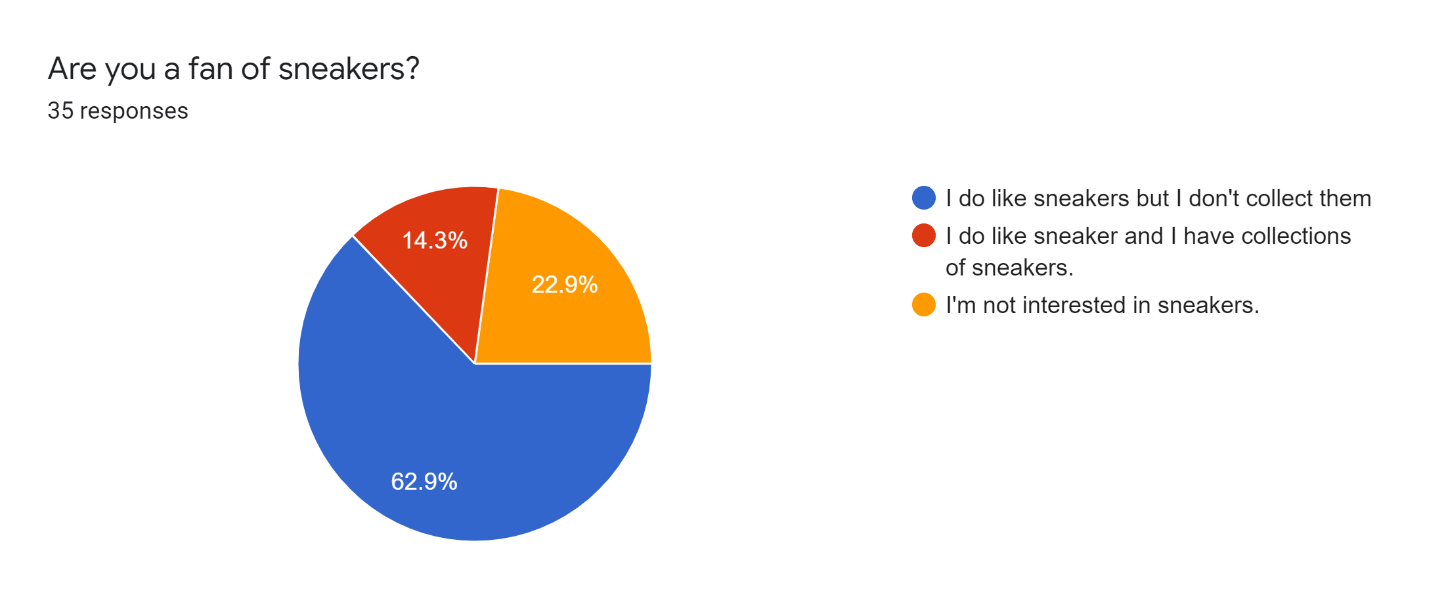 Are you a fan of sneakers?
35 responses
14.3%
22.9%
62.9%
I do like sneakers but I don't collect them
I do like sneaker and I have collections
of sneakers.
I'm not interested in sneakers.